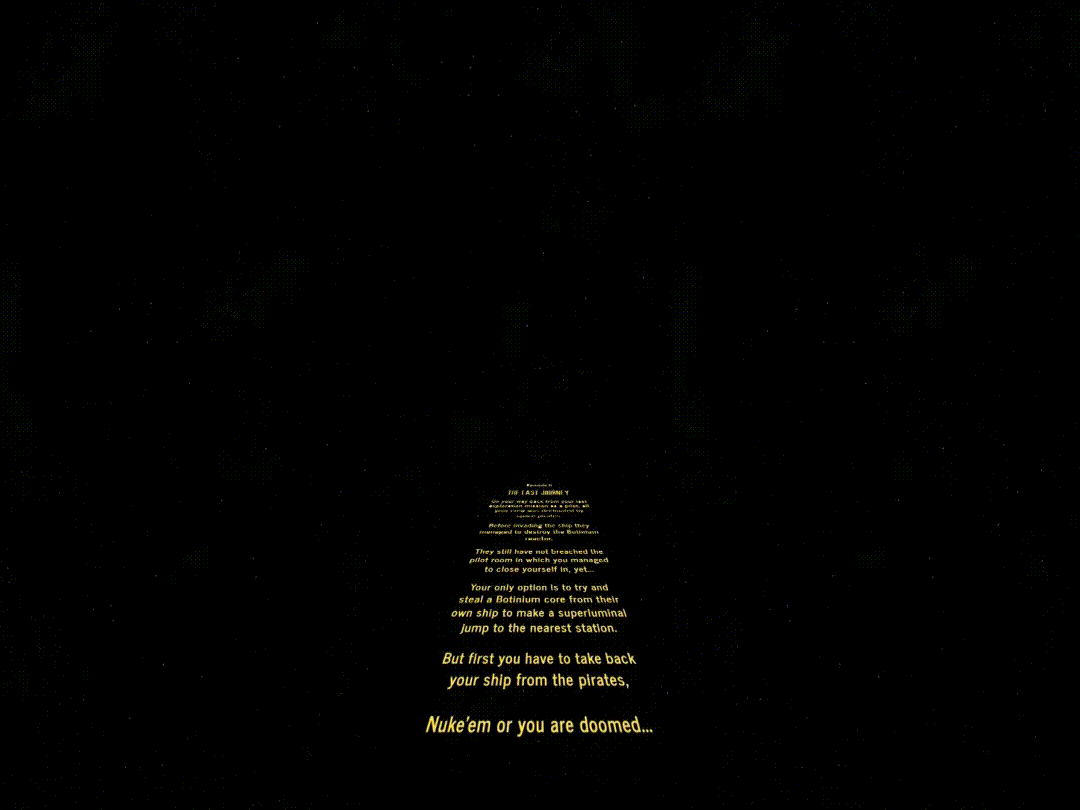 Episode
THE LAST JOURNEY
On your way back from your last
exploration mission as a pilot, all
your crew was decimated by
space pirates.
Before invading the ship they
managed to destroy the Botinium
reactor.
They still have not breached the
pilot room in which you managed
to close yourself in, yet...
Your only option is to try and
steal a Botinium core from their
own ship to make a superluminal
jump to the nearest station.
But first you have to take back
your ship from the pirates,
Nuke'em or you are doomed...